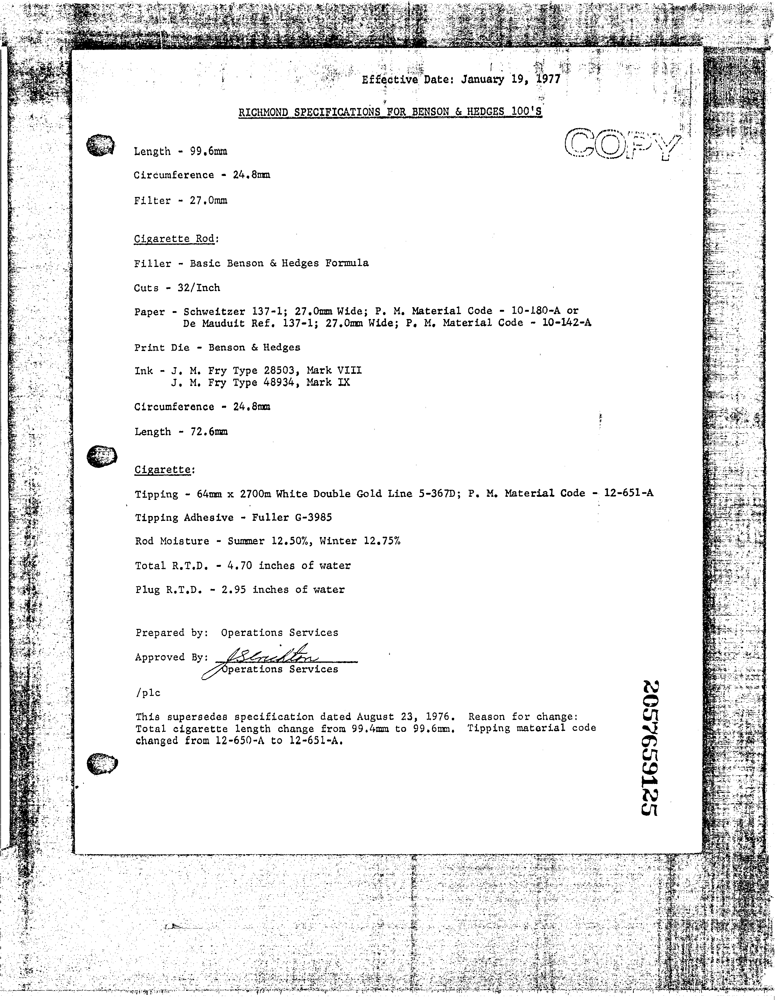 Effective Date: January 19, 1977
RICHMOND SPECIFICATIONS FOR BENSON & HEDGES 100'S
COPY
Length - 99.6mm
Circumference - 24.8mm
Filter - 27.0mm
Cigarette Rod:
Filler - Basic Benson & Hedges Formula
Cuts - 32/Inch
Paper - Schweitzer 137-1; 27.0mm Wide; P. M. Material Code - 10-180-A or
De Mauduit Ref. 137-1; 27.0mm Wide; P. M. Material Code - 10-142-A
Print Die - Benson & Hedges
Ink - J. M. Fry Type 28503, Mark VIII
J. M. Fry Type 48934, Mark IX
Circumference - 24.8mm
Length - 72.6mm
Cigarette:
Tipping - 64mm x 2700m White Double Gold Line 5-367D; P. M. Material Code - 12-651-A
Tipping Adhesive - Fuller G-3985
Rod Moisture - Summer 12.50%, Winter 12.75%
Total R.T.D. - 4.70 inches of water
Plug R.T.D. - 2.95 inches of water
Prepared by: Operations Services
Approved By:
Operations Services
/plc
This supersedes specification dated August 23, 1976. Reason for change:
Total cigarette length change from 99.4mm to 99.6mm. Tipping material code
changed from 12-650-A to 12-651-A.
2057659125